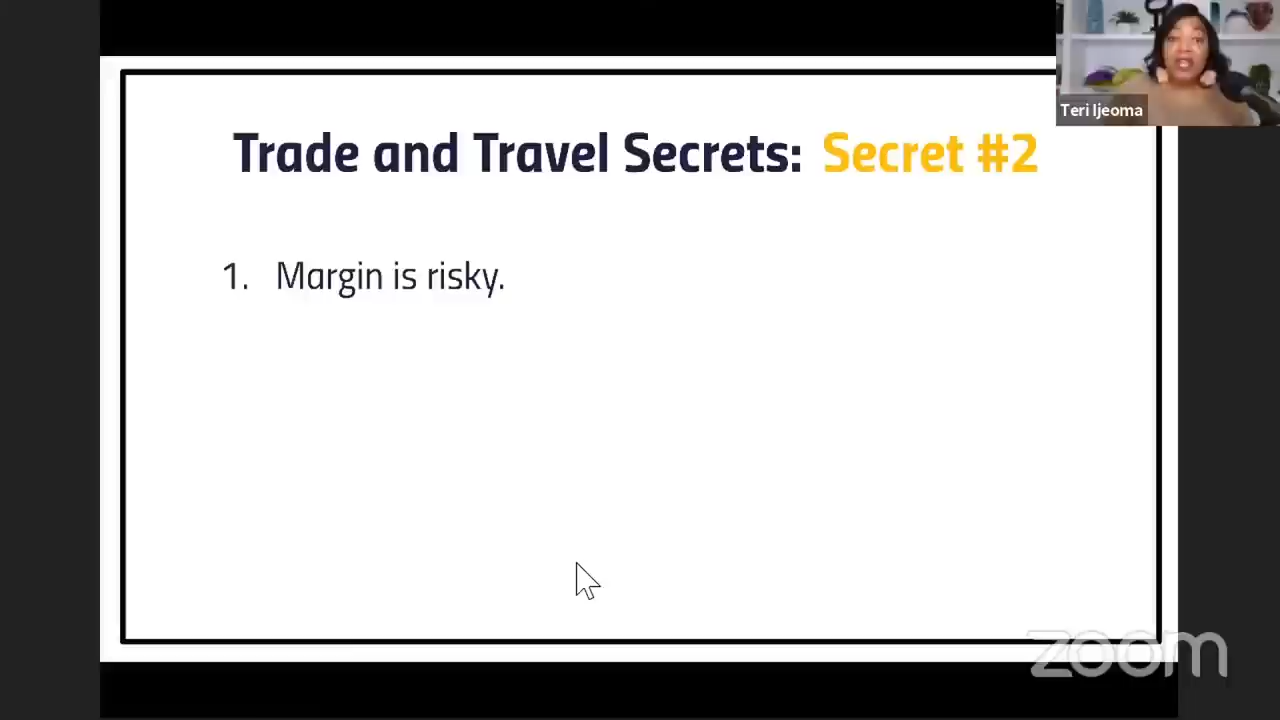 Teri Ijeoma
Trade and Travel Secrets: Secret #2
1. Margin is risky.
zoom